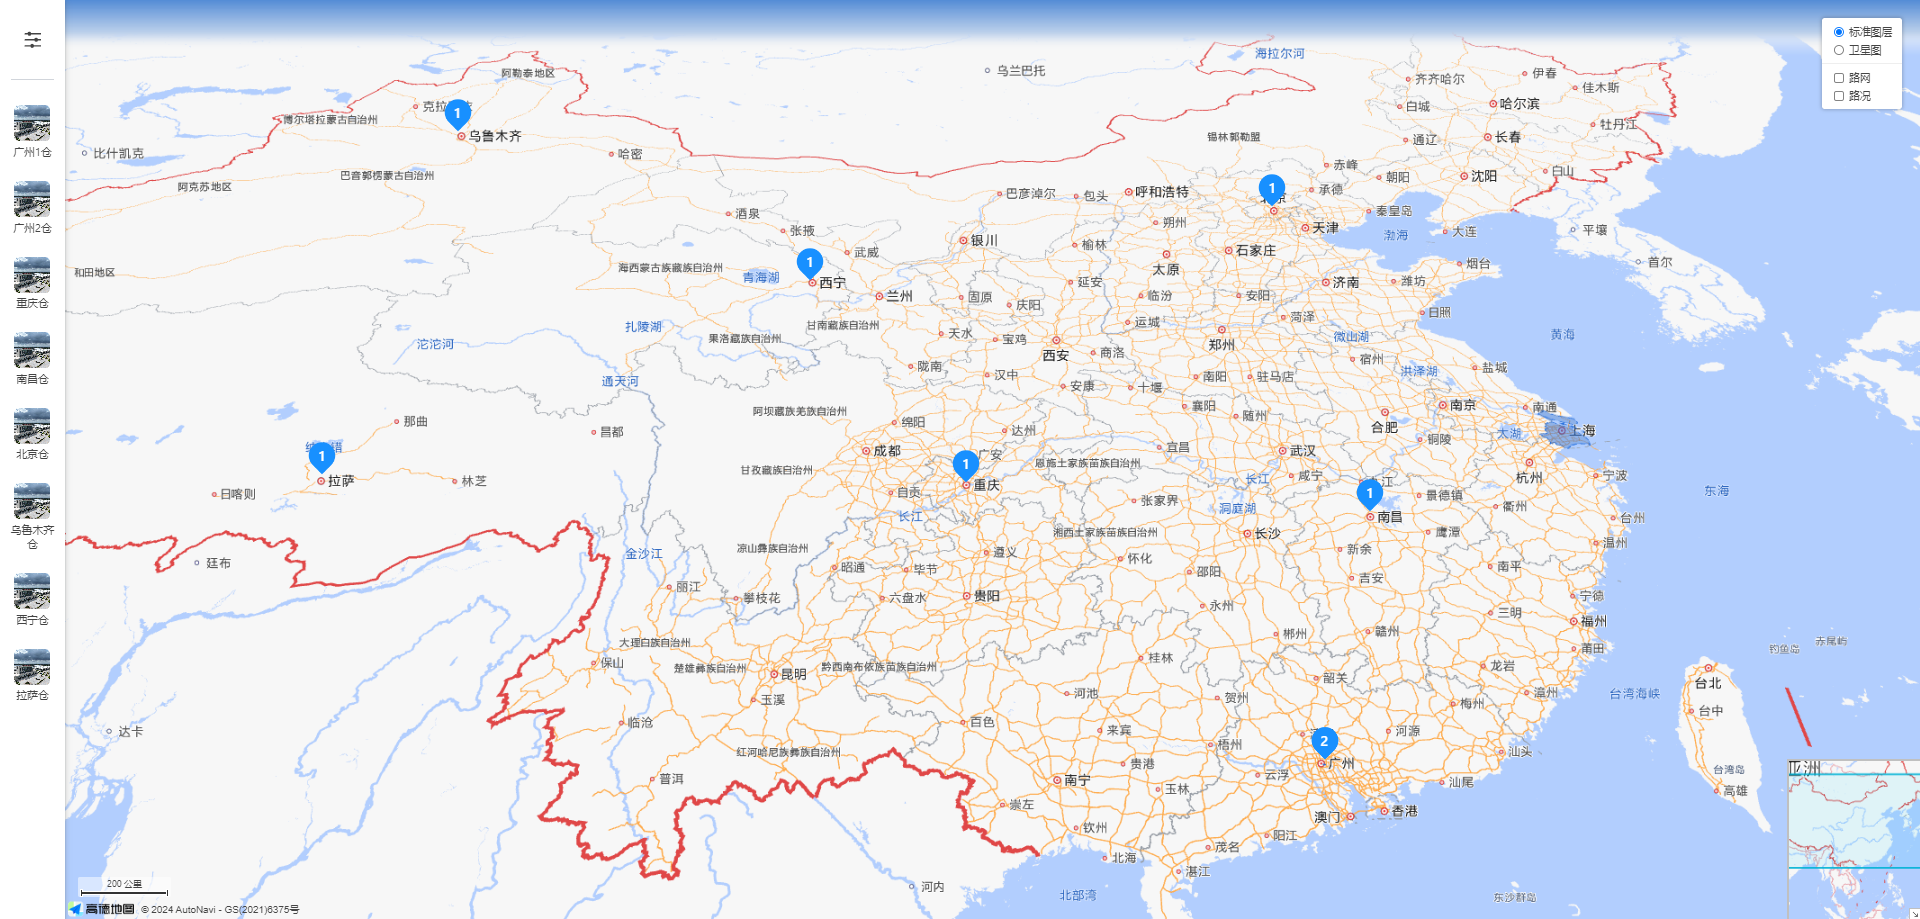 广州1仓
广州2仓
重庆仓
南昌仓
北京仓
乌鲁木齐
仓
西宁仓
拉萨仓
标准图层
卫星图
路网
路况
海拉尔河
乌兰巴托
阿勒泰地区
齐齐哈尔
伊春
佳木斯
白城
哈尔滨
博尔塔拉蒙古自治州
1
乌鲁木齐
牡丹江
长春
通辽
锡林郭勒盟
比什凯克
哈密
赤峰
巴音郭楞蒙古自治州
阿克苏地区
朝阳
沈阳
白山
1
承德
巴彦淖尔
包头
呼和浩特
酒泉
秦皇岛
朔州
天津
大连
平壤
渤海
张掖
银川
榆林
石家庄
武威
1
首尔
烟台
太原
和田地区
海西蒙古族藏族自治州
青海湖
西宁
延安
济南
潍坊
兰州
固原
庆阳
临汾
安阳
日照
菏泽
运城
甘南藏族自治州
扎陵湖
天水
宝鸡
果洛藏族自治州
沱沱河
郑州
微山湖
黄海
西安
商洛
宿州
陇南
汉中
盐城
洪泽湖
通天河
安康
十堰
南阳
驻马店
南京
南通
襄阳
随州
阿坝藏族羌族自治州
那曲
绵阳
达州
昌都
合肥
铜陵
太湖
上海
1
拉萨
成都
广安
1
重庆
宜昌
武汉
恩施土家族苗族自治州
甘孜藏族自治州
咸宁
长江
杭州
宁波
林芝
日喀则
自贡
张家界
1
景德镇
东海
衢州
洞庭湖
长江
南昌
台州
鹰潭
长沙
湘西土家族苗族自治州
温州
新余
凉山彝族自治州
金沙江
遵义
怀化
廷布
昭通
毕节
邵阳
吉安
南平
丽江
攀枝花
六盘水
贵阳
宁德
永州
三明
福州
郴州
赣州
大理白族自治州
赤尾屿
钓鱼岛
莆田
保山
楚雄彝族自治州
昆明
黔西南布依族苗族自治州
桂林
龙岩
韶关
台北
台湾海峡
漳州
玉溪
河池
贺州
梅州
台中
临沧
百色
来宾
河源
达卡
梧州
2
汕头
红河哈尼族彝族自治州
贵港
广州
台湾岛
亚洲
普洱
南宁
云浮
汕尾
高雄
玉林
崇左
香港
澳门
钦州
阳江
茂名
北海
湛江
河内
北部湾
东沙群岛
200 公里
高德地图
© 2024 AutoNavi - GS(2021)6375号